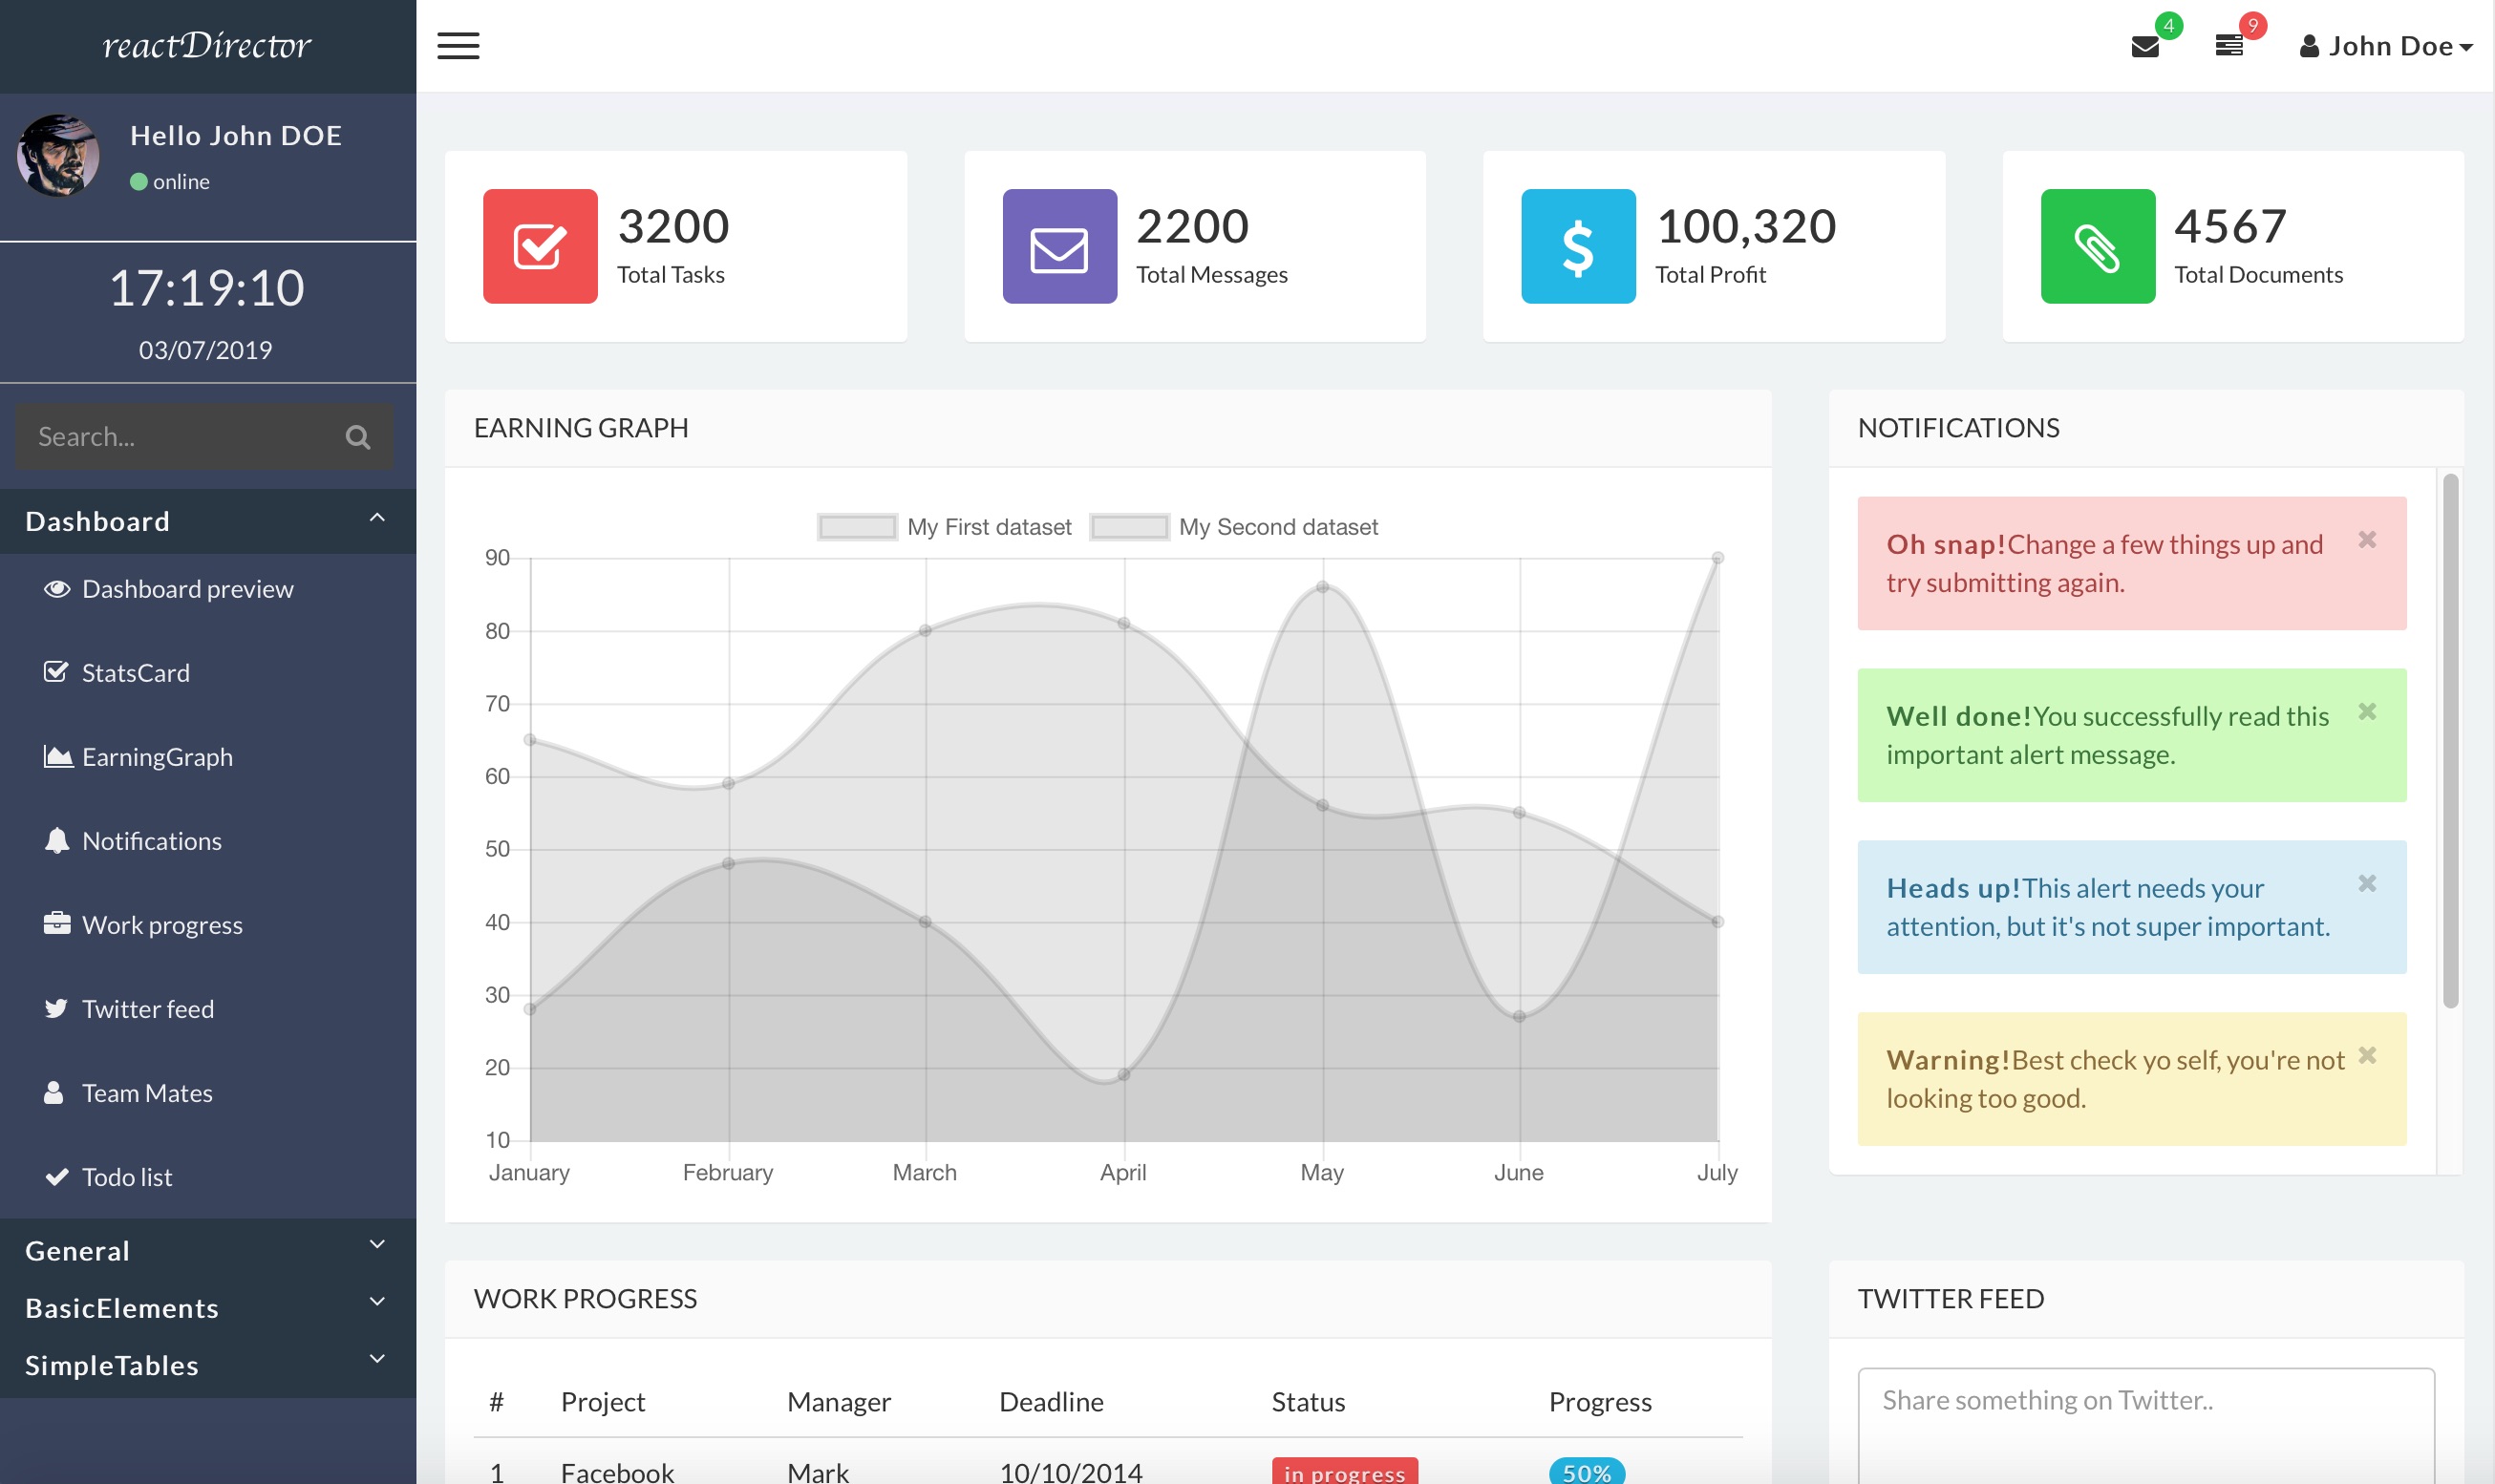 reactDirector
4
9
John Doe
Hello John DOE
online
17:19:10
03/07/2019
Search...
Dashboard
Dashboard preview
StatsCard
EarningGraph
Notifications
Work progress
Twitter feed
Team Mates
Todo list
General
BasicElements
SimpleTables
3200
Total Tasks
2200
Total Messages
100,320
Total Profit
4567
Total Documents
EARNING GRAPH
My First dataset My Second dataset
90
80
70
60
50
40
30
20
10
January February March April May June July
NOTIFICATIONS
Oh snap!Change a few things up and
try submitting again.
Well done!You successfully read this
important alert message.
Heads up!This alert needs your
attention, but it's not super important.
Warning!Best check yo self, you're not
looking too good.
WORK PROGRESS
# Project Manager Deadline Status Progress
1 Facebook Mark 10/10/2014 in progress 50%
TWITTER FEED
Share something on Twitter..